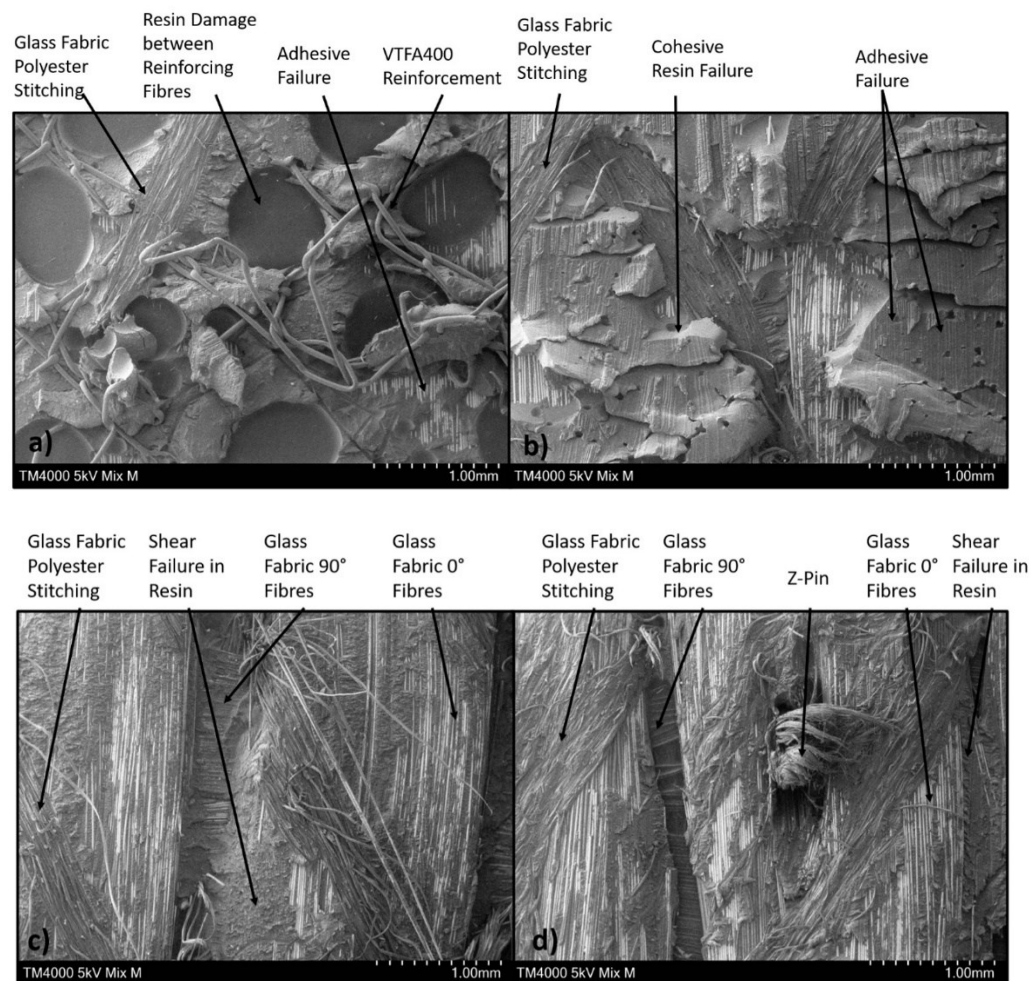 Glass Fabric
Polyester
Stitching
Resin Damage
between
Reinforcing
Fibres
Adhesive
Failure
VTFA400
Reinforcement
Glass Fabric
Polyester
Stitching
Cohesive
Resin Failure
Adhesive
Failure
a)
TM4000 5kV Mix M
1.00mm
b)
TM4000 5kV Mix M
1.00mm
Glass Fabric
Polyester
Stitching
Shear
Failure in
Resin
Glass
Fabric 90°
Fibres
Glass
Fabric 0°
Fibres
Glass Fabric
Polyester
Stitching
Glass
Fabric 90°
Fibres
Z-Pin
Glass
Fabric 0°
Fibres
Shear
Failure in
Resin
c)
TM4000 5kV Mix M
1.00mm
d)
TM4000 5kV Mix M
1.00mm